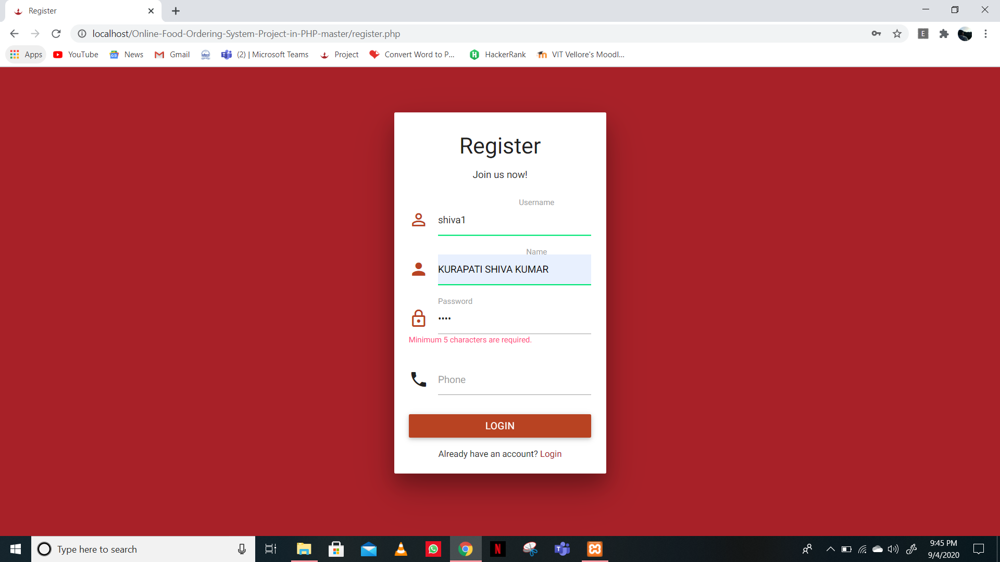 Register
localhost/Online-Food-Ordering-System-Project-in-PHP-master/register.php
E
Apps YouTube News Gmail (2) | Microsoft Teams Project Convert Word to P... HackerRank VIT Vellore's Moodl...
Register
Join us now!
Username
shiva1
Name
KURAPATI SHIVA KUMAR
Password
••••
Minimum 5 characters are required.
Phone
LOGIN
Already have an account? Login
Type here to search
9:45 PM
9/4/2020